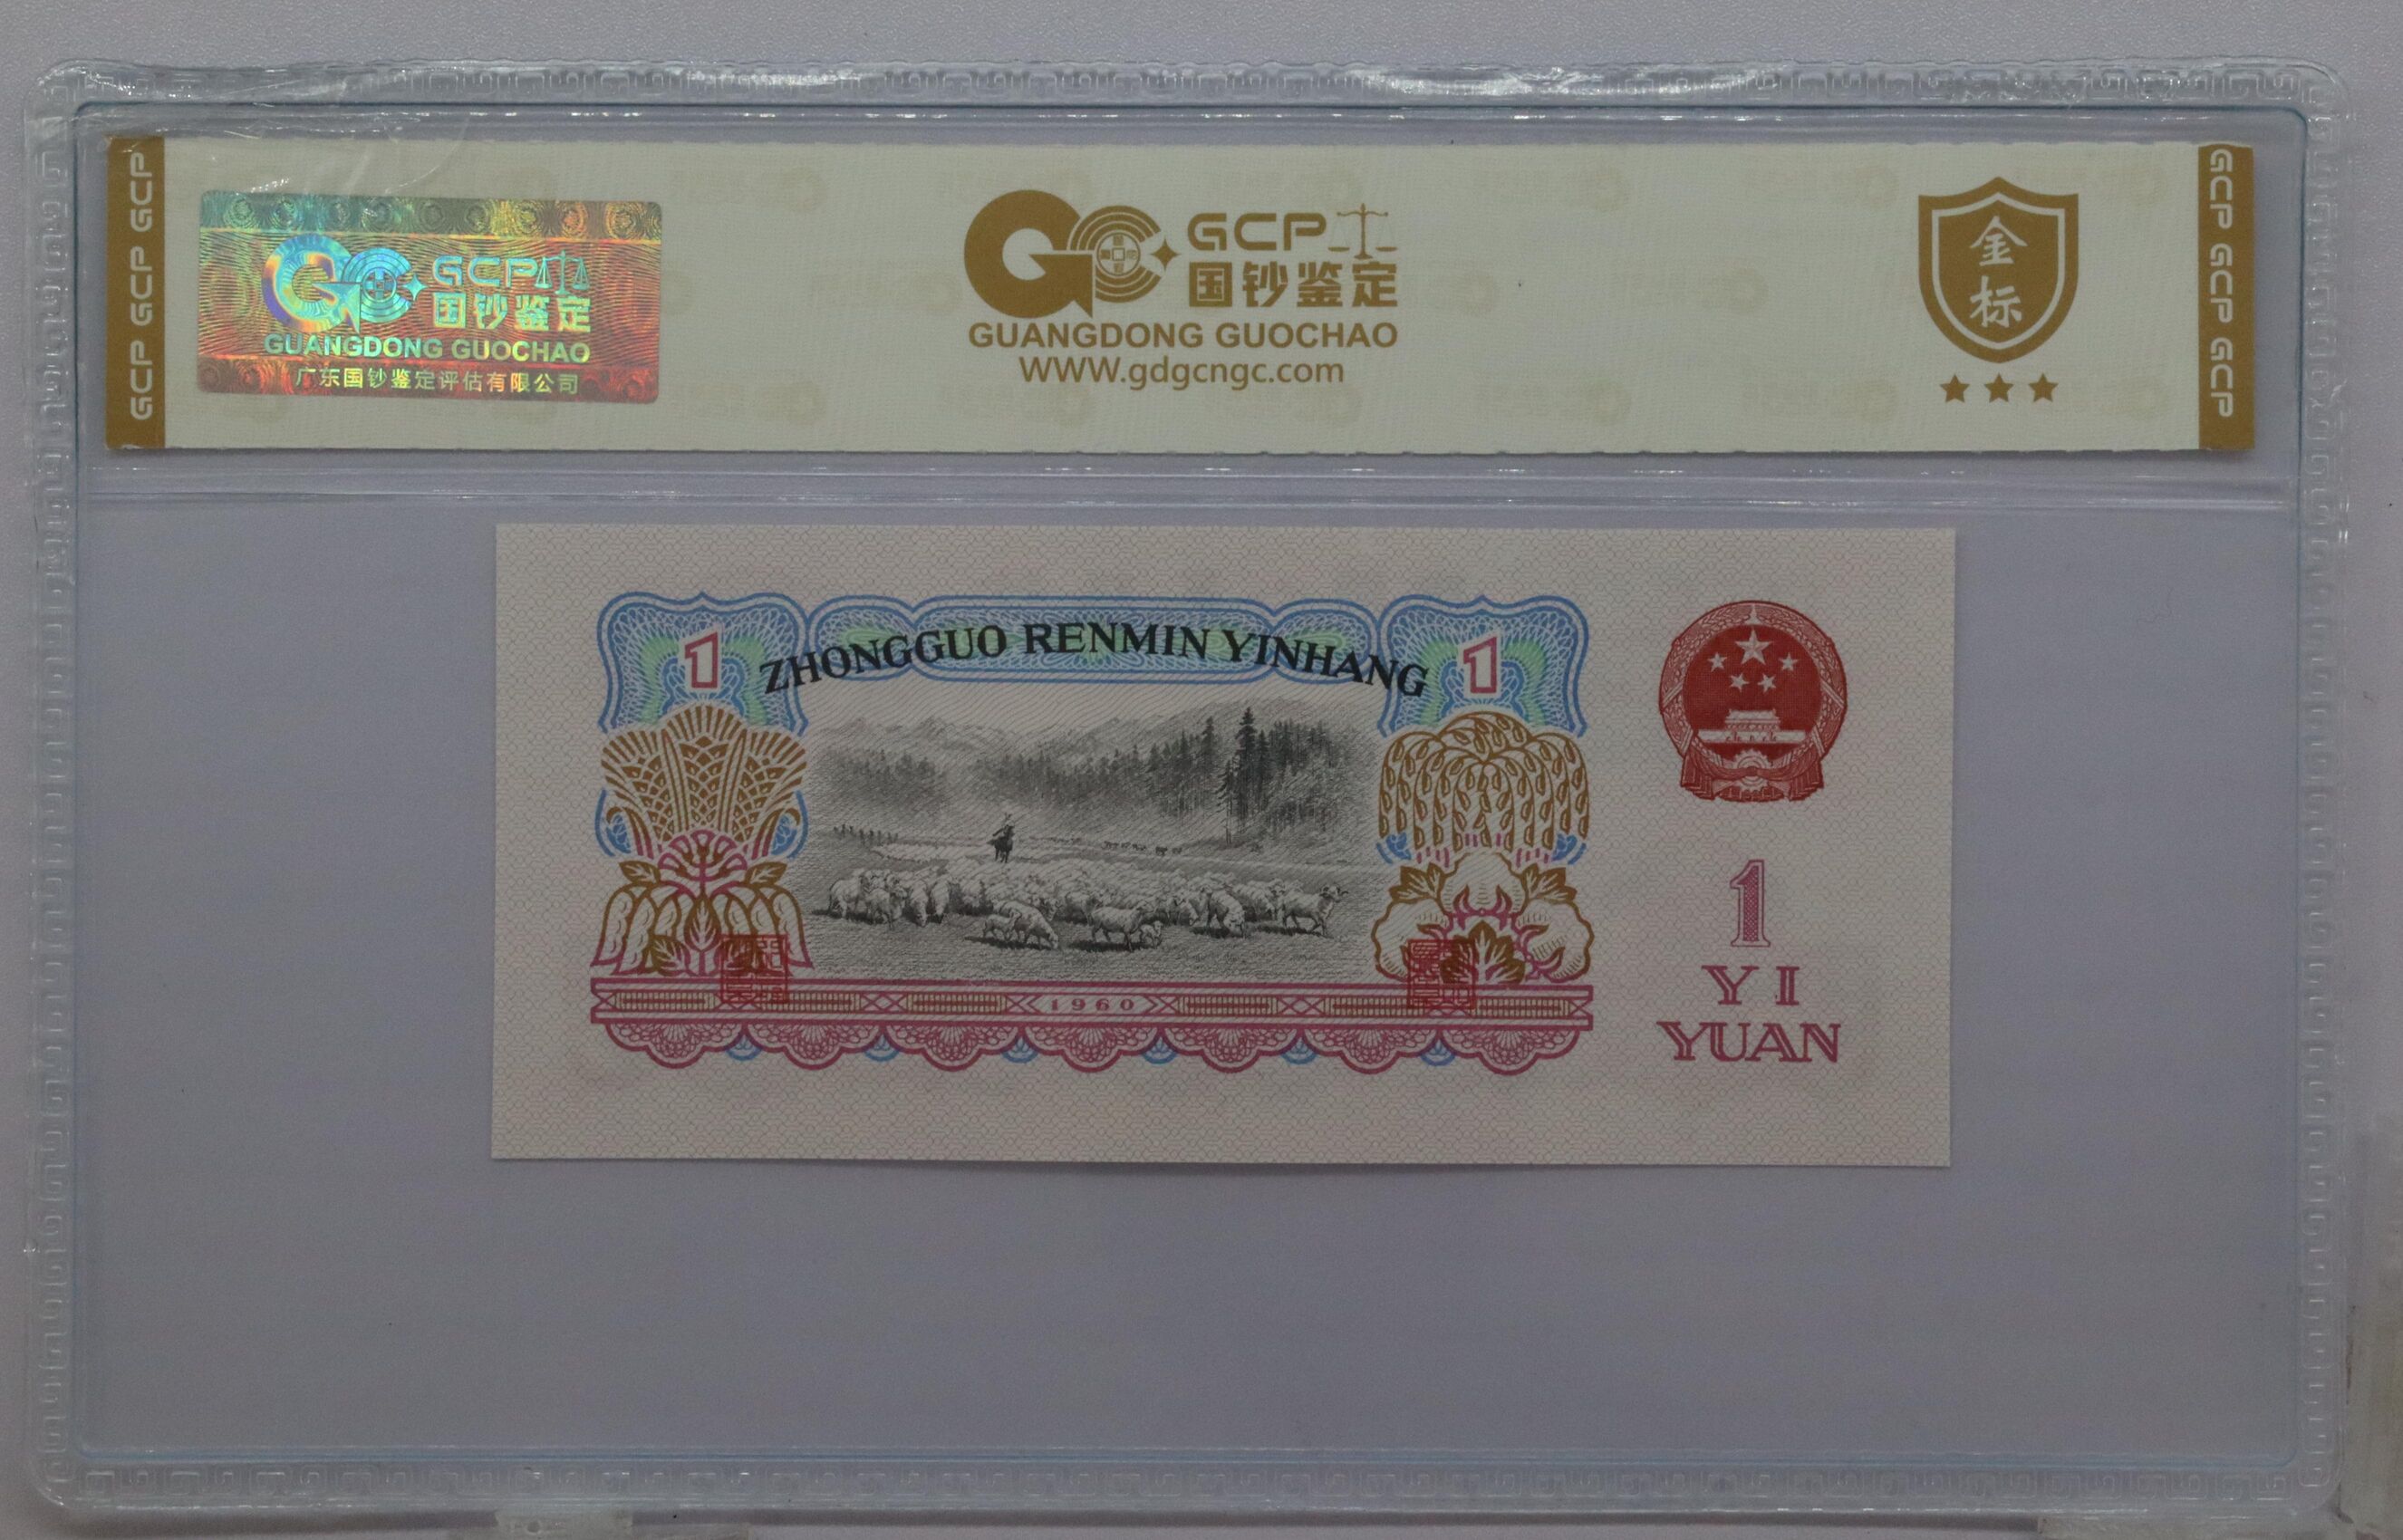 GCP GCP GCP
GCP
国钞鉴定
GUANGDONG GUOCHAO
广东国钞鉴定评估有限公司
GCP
国钞鉴定
GUANGDONG GUOCHAO
WWW.gdgcngc.com
金标
GCP GCP GCP
1
ZHONGGUO RENMIN YINHANG
1
1960
1
YI
YUAN